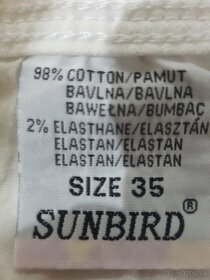 98% COTTON/PAMUT
BAVLNA/BAVLNA
BAWEŁNA/BUMBAC
2% ELASTHANE/ELASZTÁN
ELASTAN/ELASTAN
ELASTAN/ELASTAN
SIZE 35
SUNBIRD®